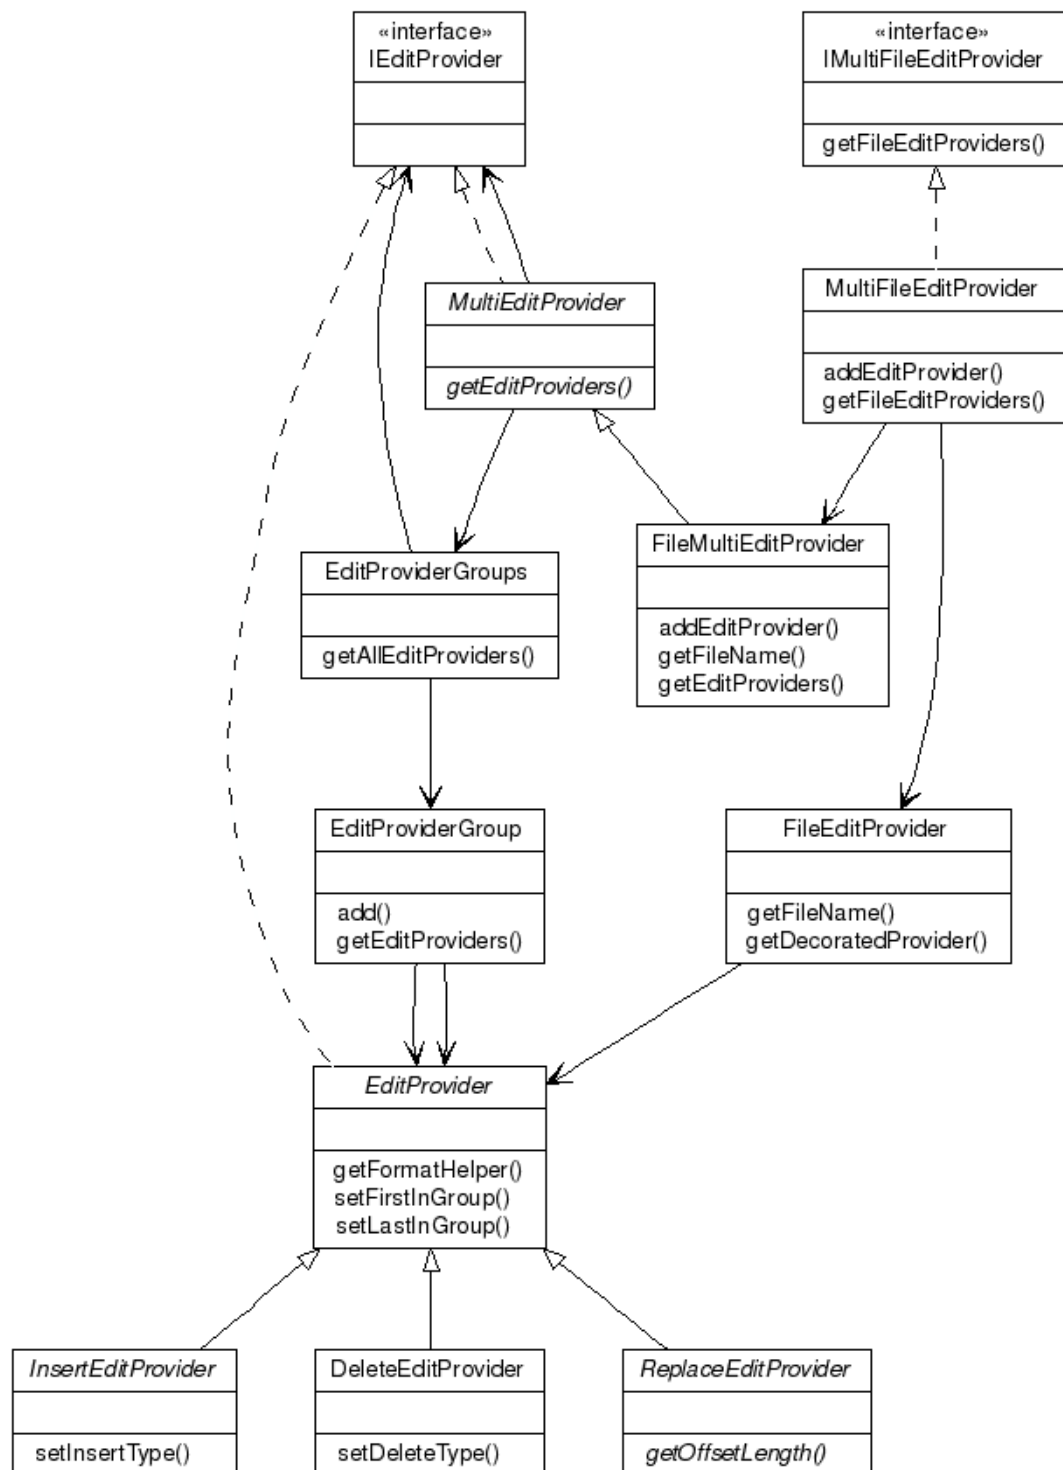 «interface»
IEditProvider
«interface»
IMultiFileEditProvider
getFileEditProviders()
MultiEditProvider
getEditProviders()
MultiFileEditProvider
addEditProvider()
getFileEditProviders()
EditProviderGroups
getAllEditProviders()
FileMultiEditProvider
addEditProvider()
getFileName()
getEditProviders()
EditProviderGroup
add()
getEditProviders()
FileEditProvider
getFileName()
getDecoratedProvider()
EditProvider
getFormatHelper()
setFirstInGroup()
setLastInGroup()
InsertEditProvider
setInsertType()
DeleteEditProvider
setDeleteType()
ReplaceEditProvider
getOffsetLength()